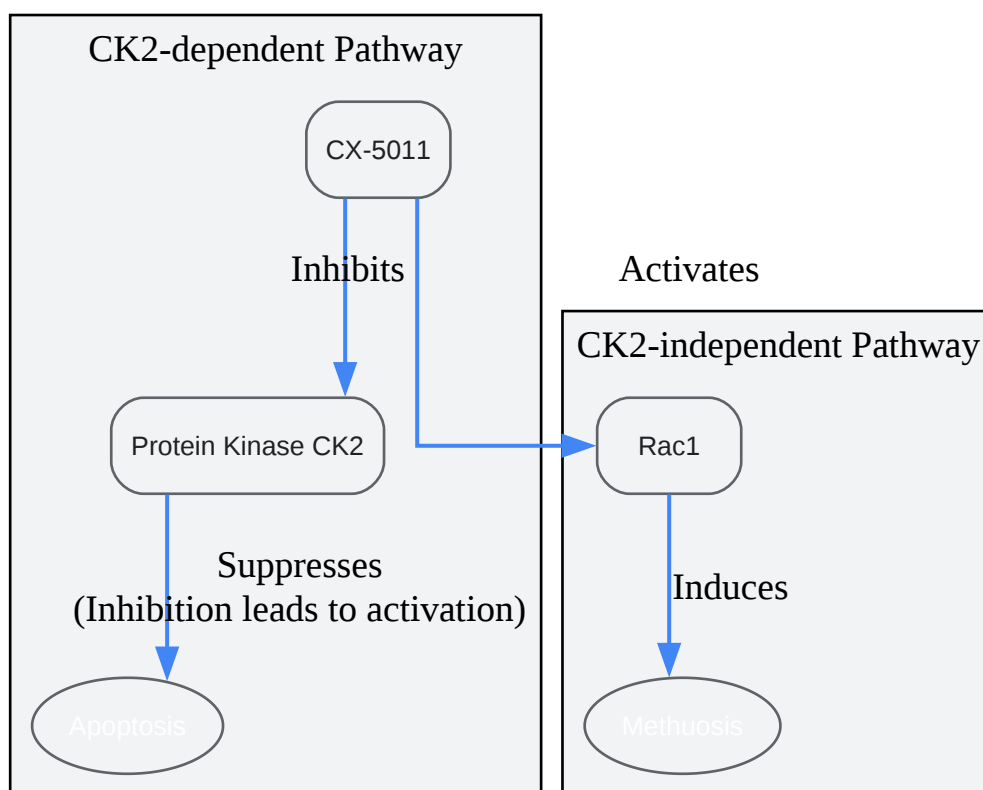 CK2-dependent Pathway
CX-5011
Inhibits
Activates
CK2-independent Pathway
Protein Kinase CK2
Rac1
Suppresses
(Inhibition leads to activation)
Induces
Apoptosis
Methuosis